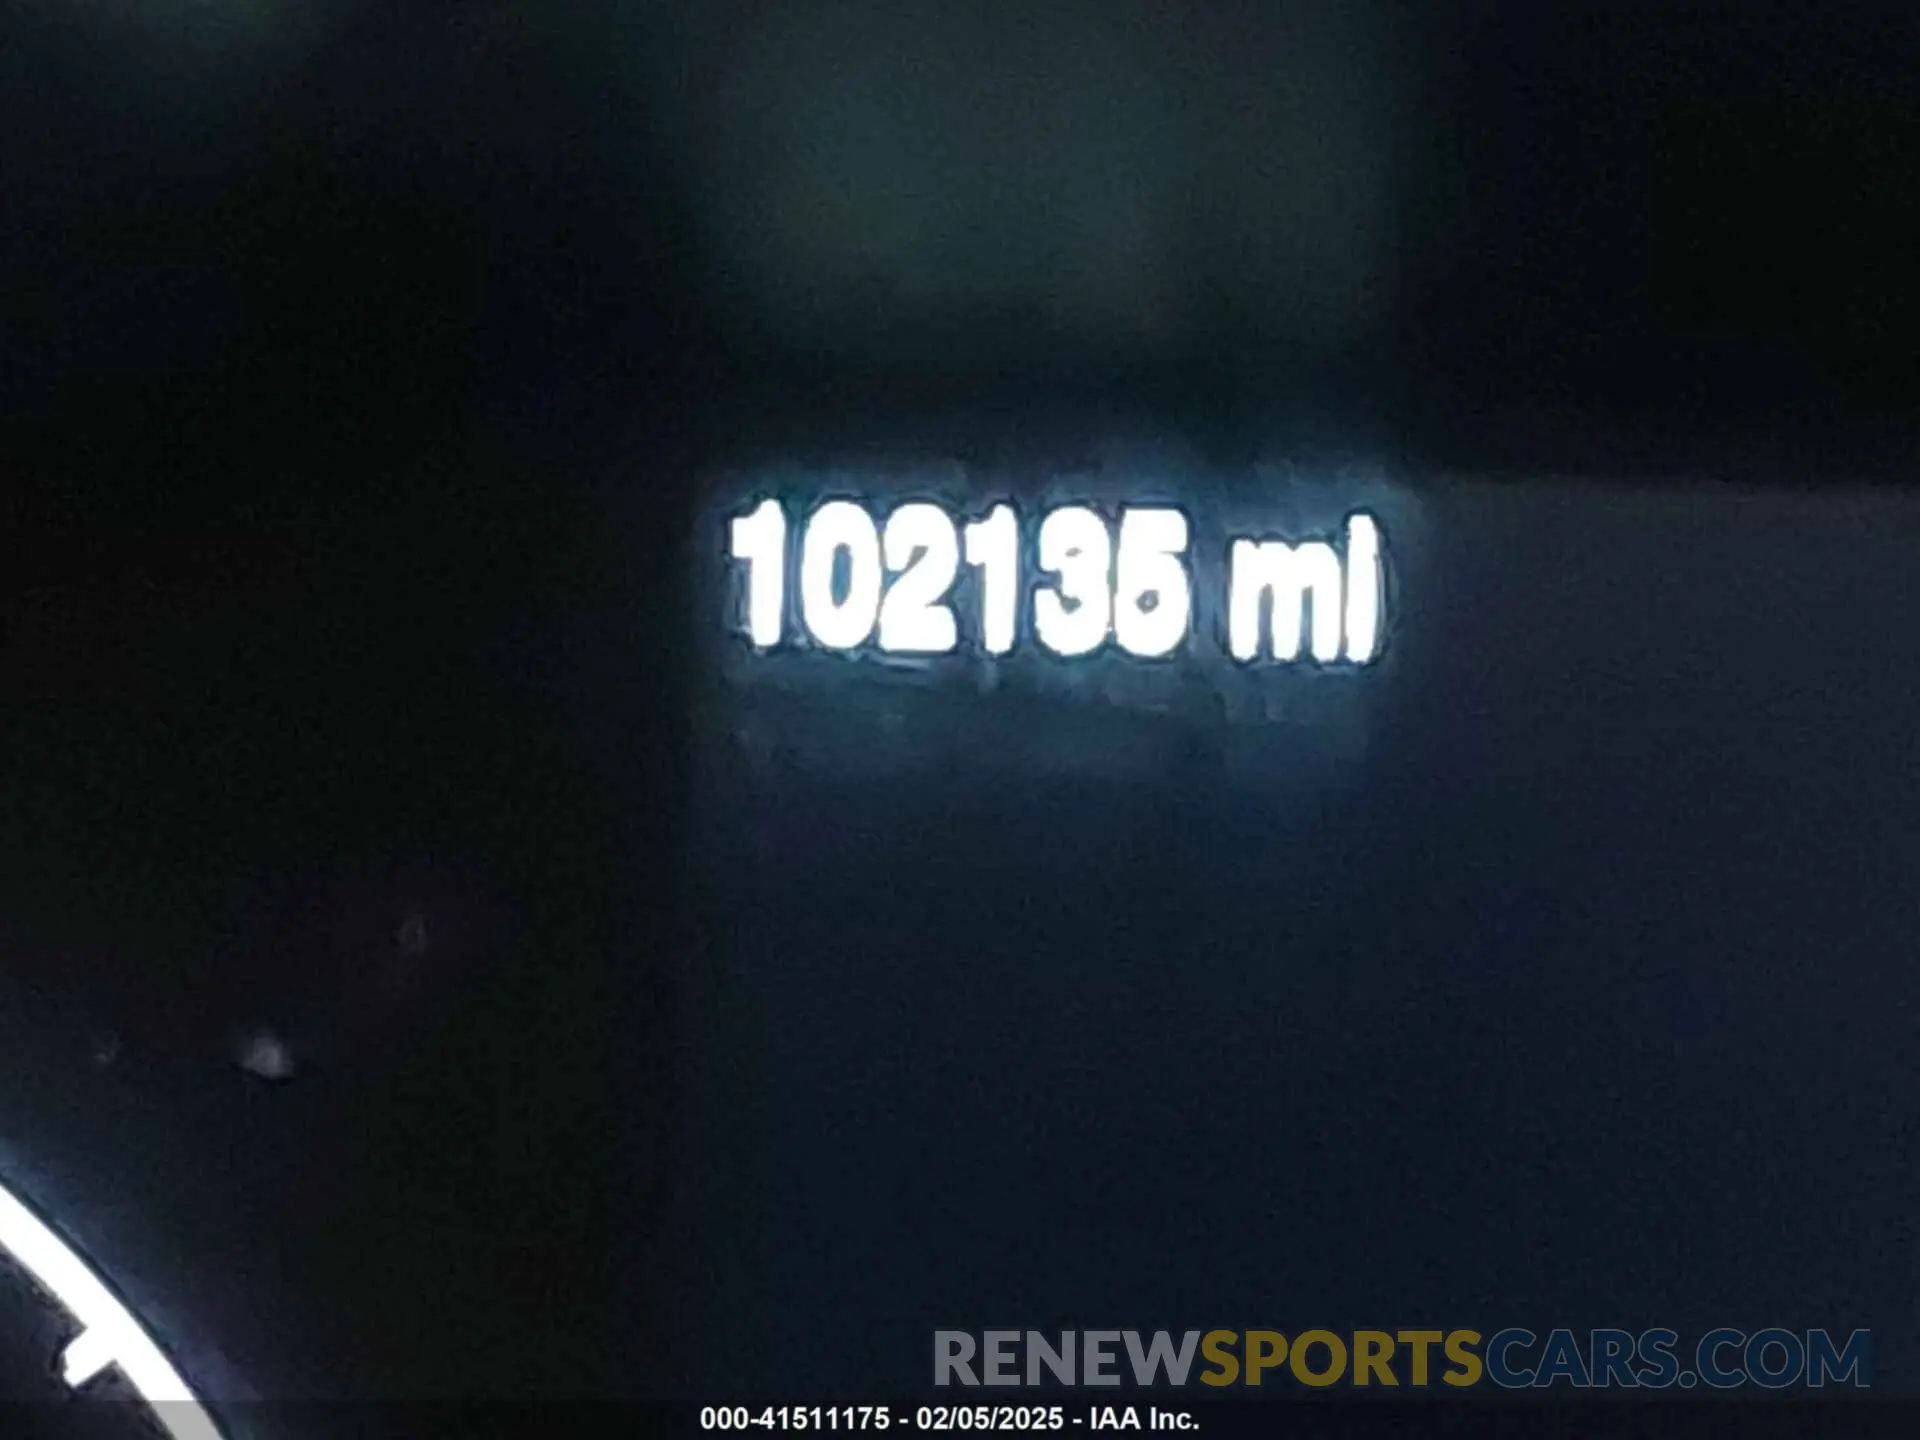 102135 mi
RENEWSPORTSCARS.COM
000-41511175 - 02/05/2025 - IAA Inc.